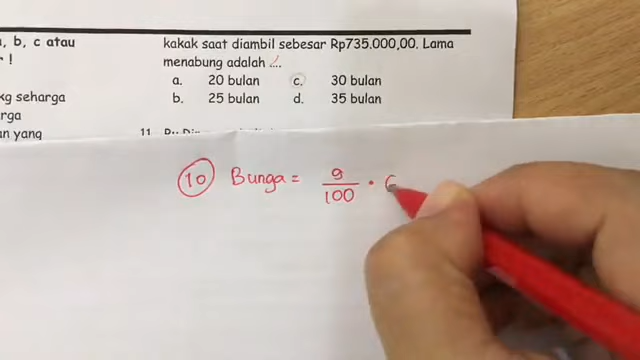 , b, c atau
!
kg seharga
rga
an yang
kakak saat diambil sebesar Rp735.000,00. Lama
menabung adalah ....
a. 20 bulan c. 30 bulan
b. 25 bulan d. 35 bulan
11.
10 Bunga = 9/100 ·